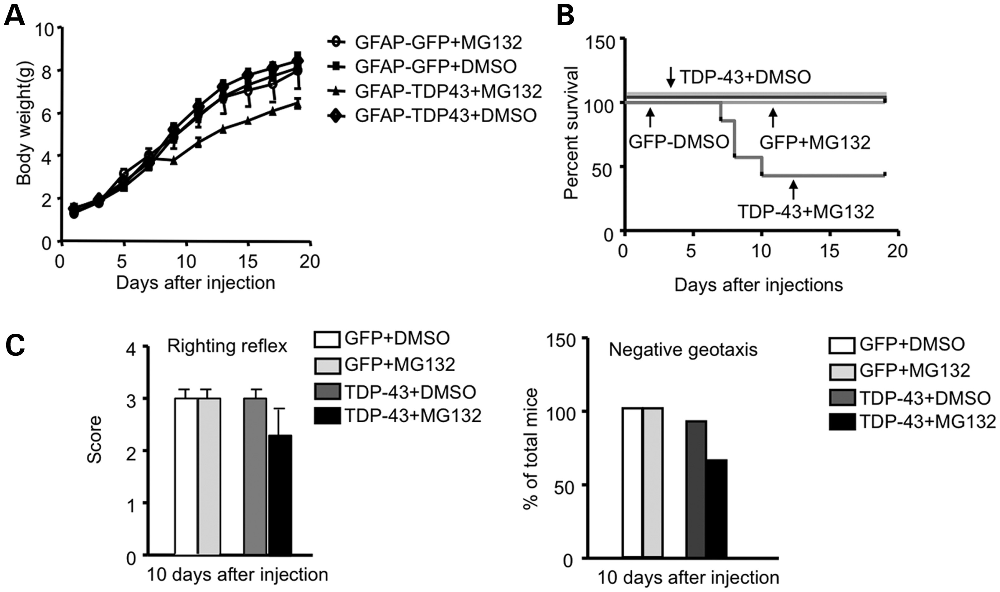 A
10
8
6
4
2
0
0 5 10 15 20
Body weight(g)
Days after injection
GFAP-GFP+MG132
GFAP-GFP+DMSO
GFAP-TDP43+MG132
GFAP-TDP43+DMSO
B
150
100
50
0
0 5 10 15 20
Percent survival
TDP-43+DMSO
GFP-DMSO
GFP+MG132
TDP-43+MG132
Days after injections
C
4
3
2
1
0
Score
Righting reflex
10 days after injection
GFP+DMSO
GFP+MG132
TDP-43+DMSO
TDP-43+MG132
150
100
50
0
% of total mice
Negative geotaxis
10 days after injection
GFP+DMSO
GFP+MG132
TDP-43+DMSO
TDP-43+MG132